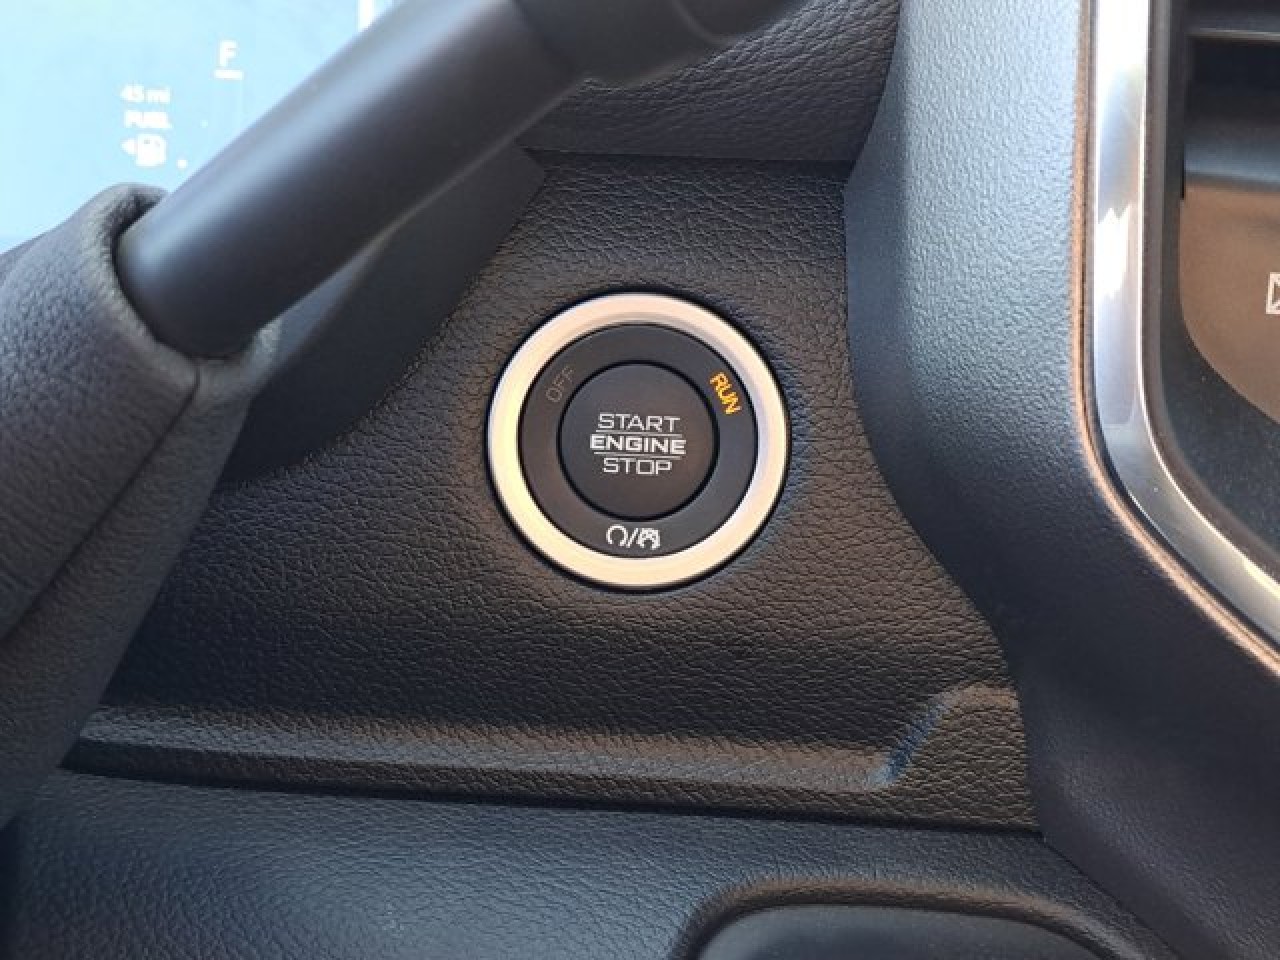 F
45 mi
FUEL
OFF
RUN
START
ENGINE
STOP